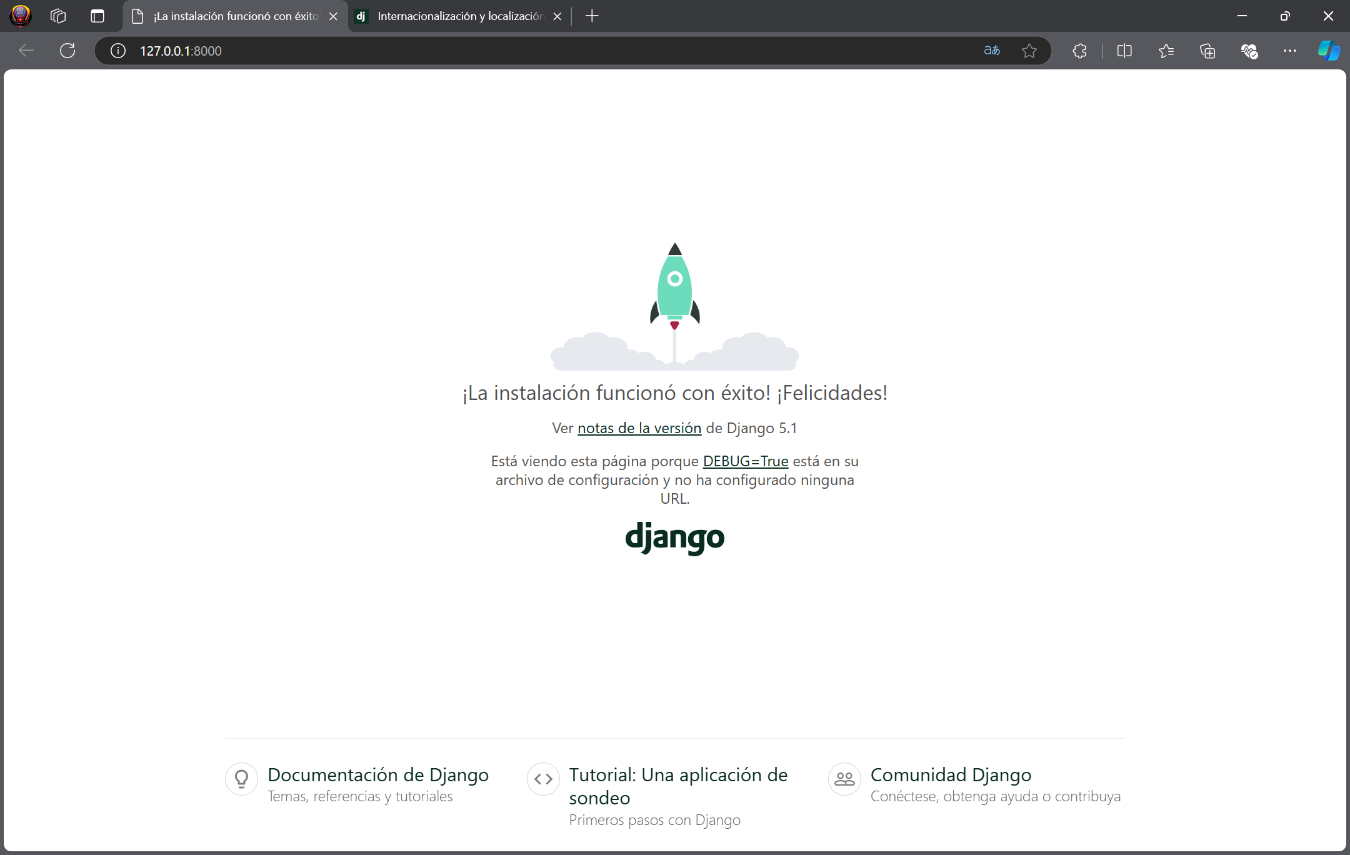 ¡La instalación funcionó con éxito
dj Internacionalización y localización
127.0.0.1:8000
¡La instalación funcionó con éxito! ¡Felicidades!
Ver notas de la versión de Django 5.1
Está viendo esta página porque DEBUG=True está en su
archivo de configuración y no ha configurado ninguna
URL.
django
Documentación de Django
Temas, referencias y tutoriales
Tutorial: Una aplicación de
sondeo
Primeros pasos con Django
Comunidad Django
Conéctese, obtenga ayuda o contribuya